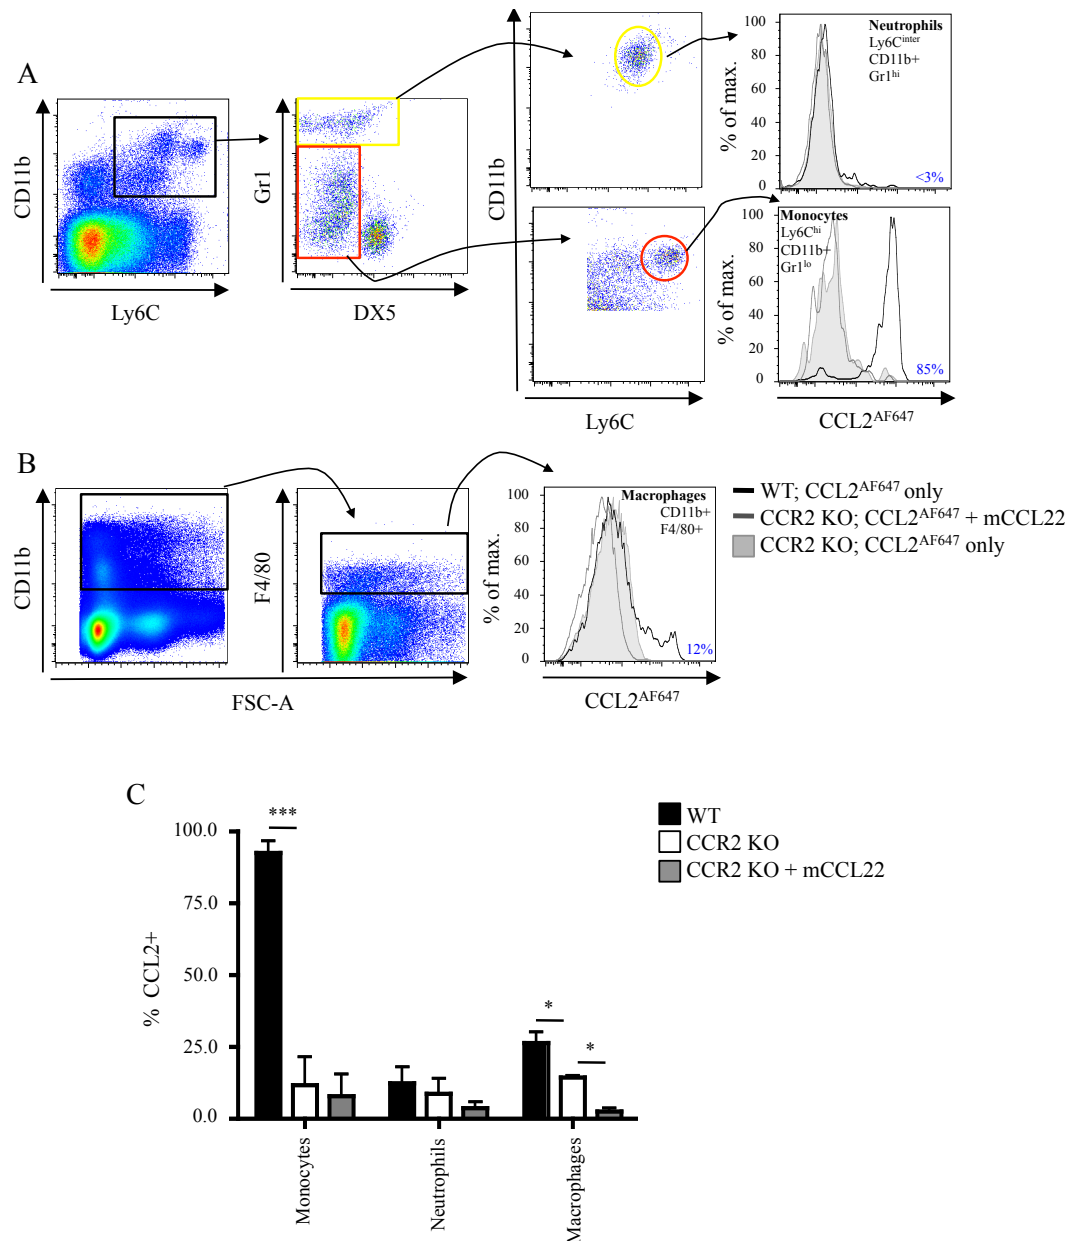 A
CD11b
Ly6C
Gr1
DX5
CD11b
Ly6C
% of max.
100
80
60
40
20
0
Neutrophils
Ly6Cinter
CD11b+
Gr1hi
<3%
% of max.
100
80
60
40
20
0
Monocytes
Ly6Chi
CD11b+
Gr1lo
85%
CCL2AF647
B
CD11b
F4/80
FSC-A
% of max.
100
80
60
40
20
0
Macrophages
CD11b+
F4/80+
12%
CCL2AF647
WT; CCL2AF647 only
CCR2 KO; CCL2AF647 + mCCL22
CCR2 KO; CCL2AF647 only
C
% CCL2+
100.0
75.0
50.0
25.0
0.0
***
*
*
Monocytes
Neutrophils
Macrophages
WT
CCR2 KO
CCR2 KO + mCCL22